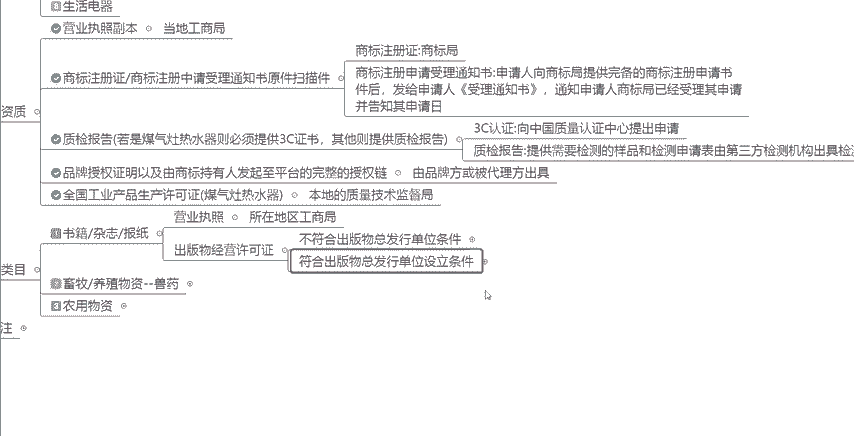 生活电器
营业执照副本
当地工商局
商标注册证:商标局
商标注册证/商标注册申请受理通知书原件扫描件
商标注册申请受理通知书:申请人向商标局提供完备的商标注册申请书
件后，发给申请人《受理通知书》，通知申请人商标局已经受理其申请
并告知其申请日
资质
3C认证:向中国质量认证中心提出申请
质检报告(若是煤气灶热水器则必须提供3C证书，其他则提供质检报告)
质检报告:提供需要检测的样品和检测申请表由第三方检测机构出具检
品牌授权证明以及由商标持有人发起至平台的完整的授权链
由品牌方或被代理方出具
全国工业产品生产许可证(煤气灶热水器)
本地的质量技术监督局
营业执照
所在地区工商局
书籍/杂志/报纸
不符合出版物总发行单位条件
出版物经营许可证
符合出版物总发行单位设立条件
类目
畜牧/养殖物资--兽药
农用物资
注